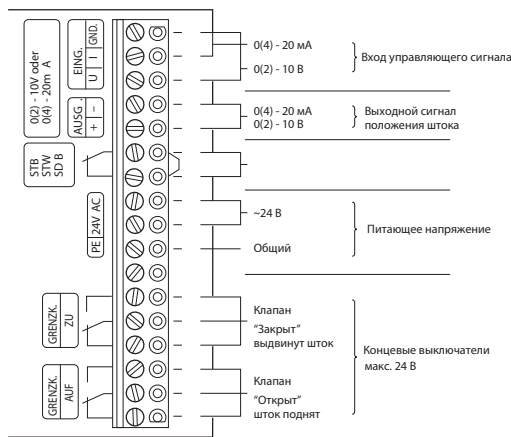 0(2) - 10V oder
0(4) - 20m A
EING.
U I GND.
AUSG.
+ −
STB
STW
SD B
PE 24V AC
GRENZK.
ZU
GRENZK.
AUF
0(4) - 20 мА
0(2) - 10 В
Вход управляющего сигнала
0(4) - 20 мА
0(2) - 10 В
Выходной сигнал
положения штока
~24 В
Общий
Питающее напряжение
Клапан
"Закрыт"
выдвинут шток
Клапан
"Открыт"
шток поднят
Концевые выключатели
макс. 24 В